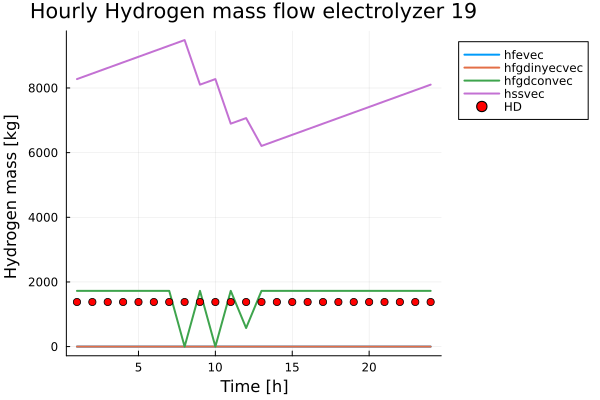 Hourly Hydrogen mass flow electrolyzer 19
hfevec
hfgdinyecvec
hfgdconvec
hssvec
HD
Hydrogen mass [kg]
8000
6000
4000
2000
0
5
10
15
20
Time [h]